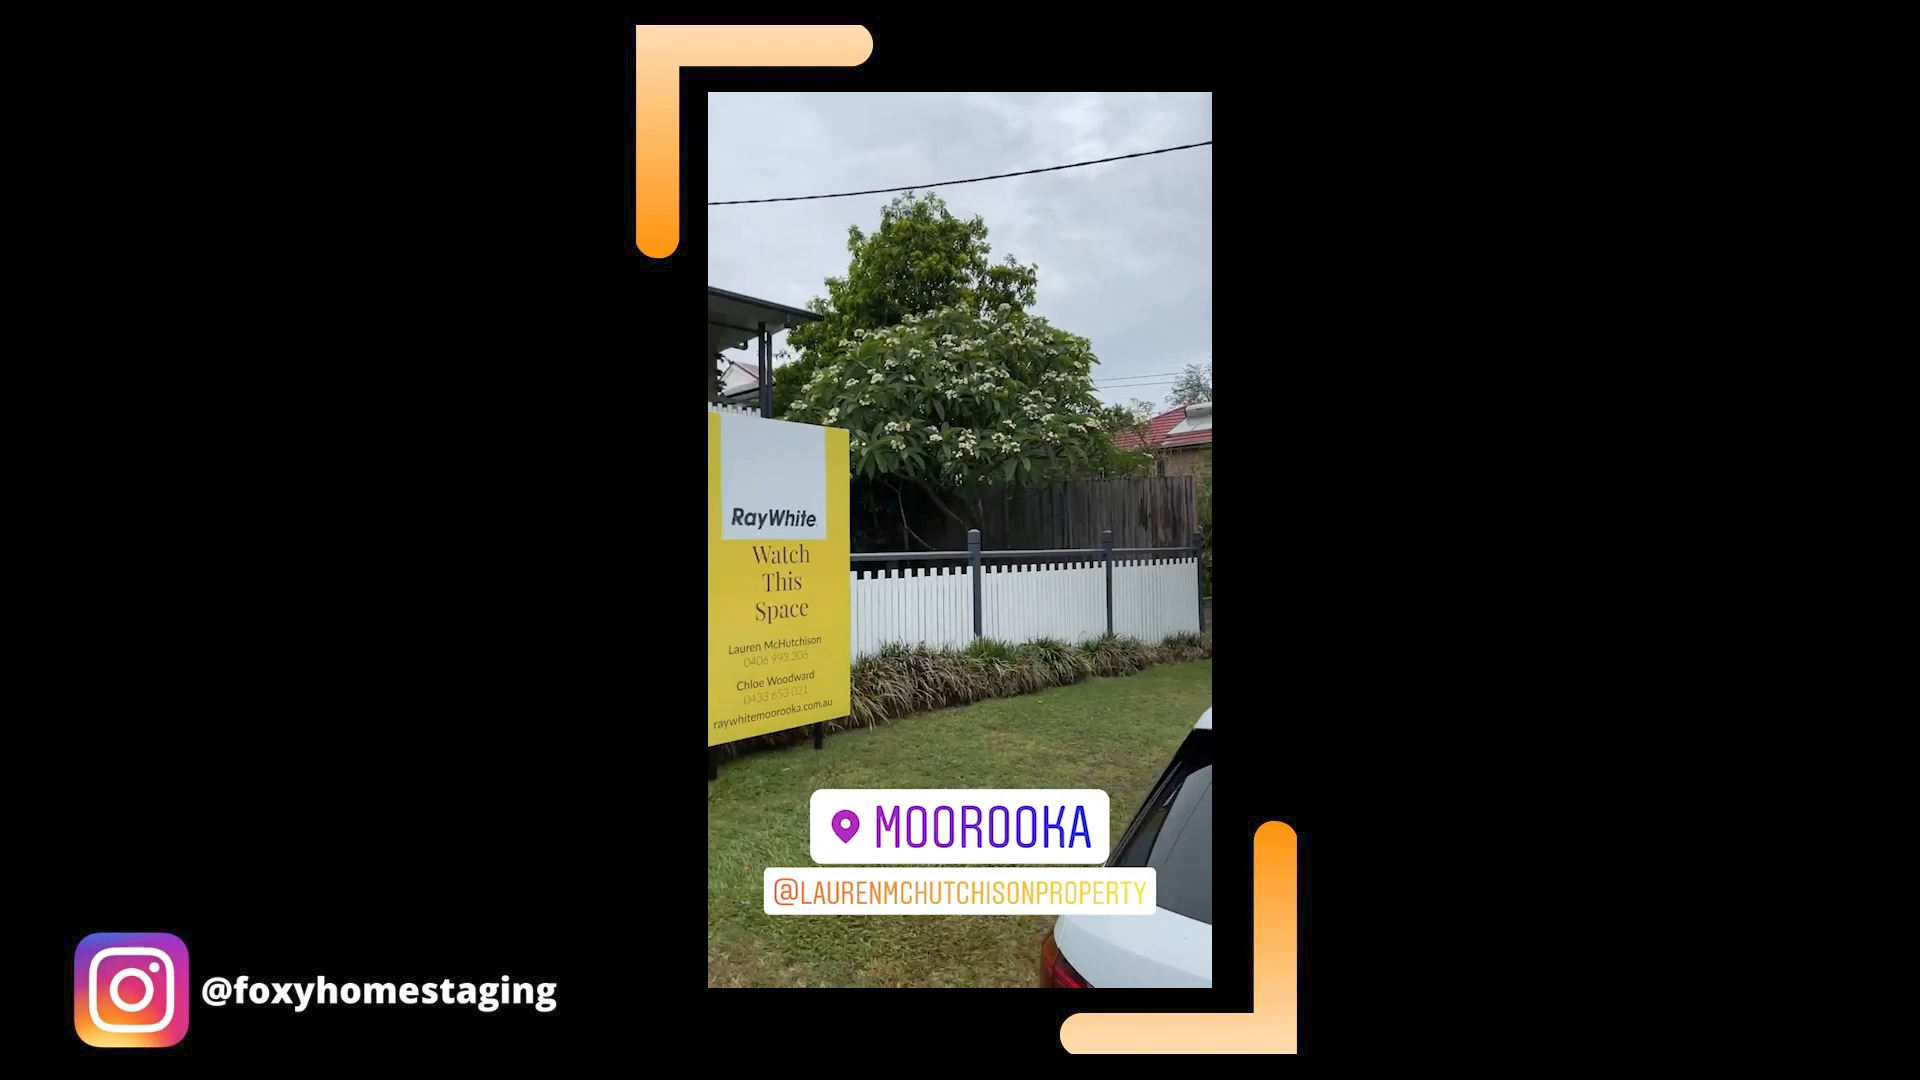 RayWhite
Watch
This
Space
Lauren McHutchison
0406 993 206
Chloe Woodward
0433 653 021
raywhitemoorooka.com.au
MOOROOKA
@LAURENMCHUTCHISONPROPERTY
@foxyhomestaging